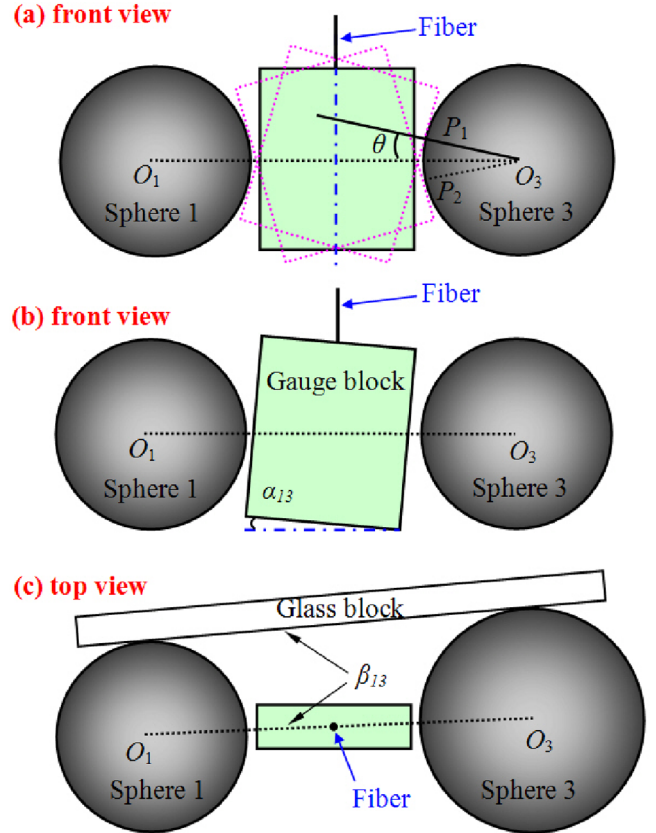 (a) front view
Fiber
θ
P1
P2
O1
O3
Sphere 1
Sphere 3
(b) front view
Fiber
Gauge block
O1
O3
Sphere 1
Sphere 3
α13
(c) top view
Glass block
β13
O1
O3
Sphere 1
Sphere 3
Fiber